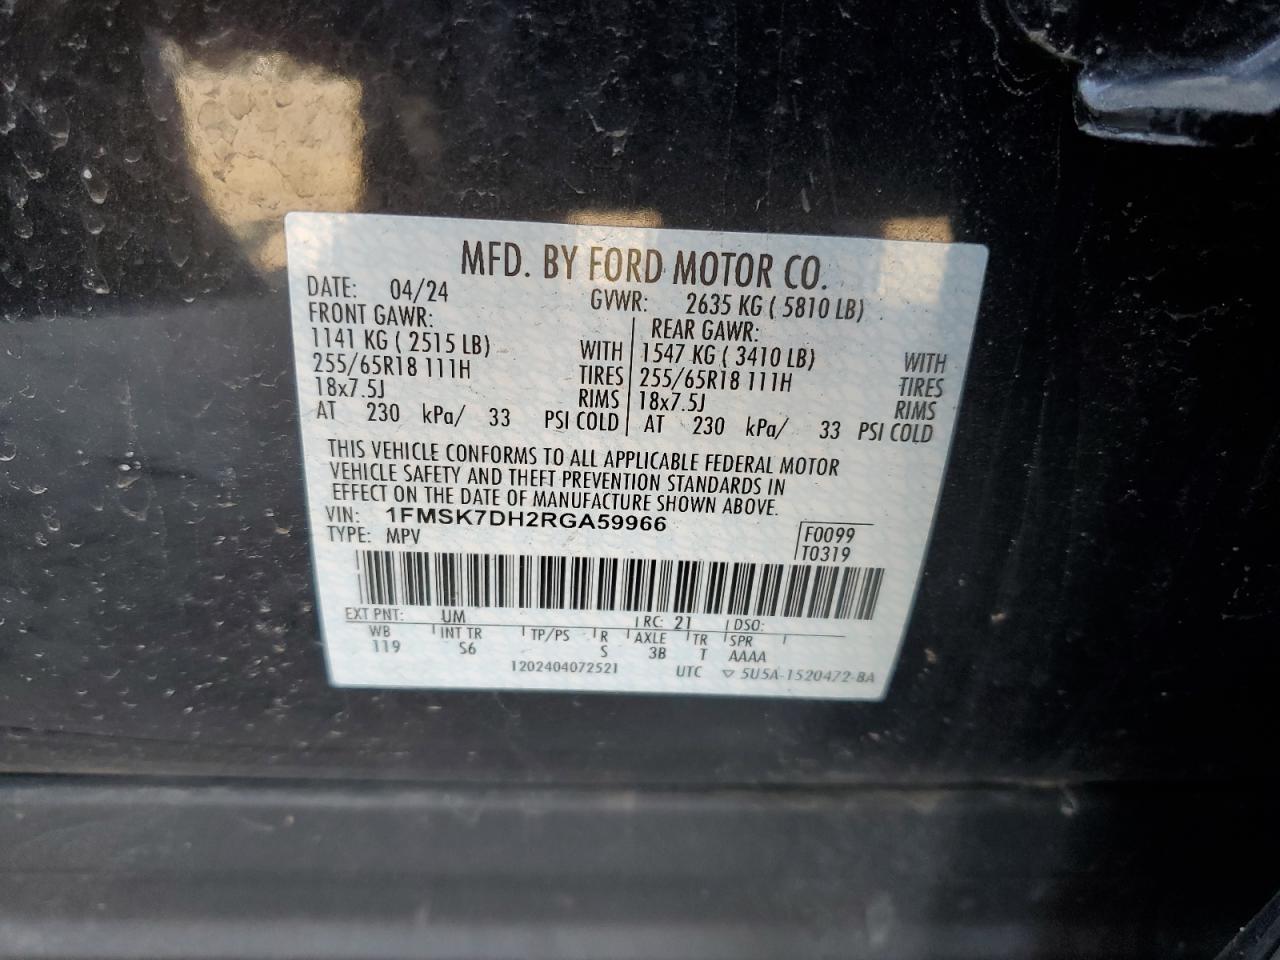 MFD. BY FORD MOTOR CO.
DATE: 04/24 GVWR: 2635 KG ( 5810 LB)
FRONT GAWR: REAR GAWR:
1141 KG ( 2515 LB) WITH 1547 KG ( 3410 LB) WITH
255/65R18 111H TIRES 255/65R18 111H TIRES
18x7.5J RIMS 18x7.5J RIMS
AT 230 kPa/ 33 PSI COLD AT 230 kPa/ 33 PSI COLD
THIS VEHICLE CONFORMS TO ALL APPLICABLE FEDERAL MOTOR
VEHICLE SAFETY AND THEFT PREVENTION STANDARDS IN
EFFECT ON THE DATE OF MANUFACTURE SHOWN ABOVE.
VIN: 1FMSK7DH2RGA59966 F0099
TYPE: MPV T0319
EXT PNT: UM RC: 21 DSO:
WB INT TR TP/PS R AXLE TR SPR
119 S6 S 3B T AAAA
1202404072521 UTC ▽ 5U5A-1520472-BA